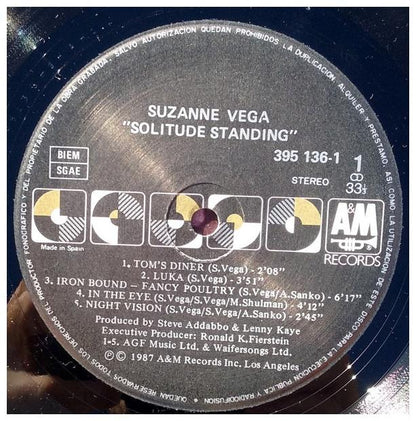 SALVO AUTORIZACION QUEDAN PROHIBIDOS LA DUPLICACION, ALQUILER Y PRESTAMO, ASI COMO LA UTILIZACION DE ESTE DISCO PARA LA EJECUCION PUBLICA Y RADIODIFUSION
QUEDAN RESERVADOS TODOS LOS DERECHOS DEL PRODUCTOR FONOGRAFICO Y DEL PROPIETARIO DE LA OBRA GRABADA.
SUZANNE VEGA
"SOLITUDE STANDING"
BIEM
SGAE
395 136-1
STEREO
1
33⅓
Made in Spain
A&M
RECORDS
1. TOM'S DINER (S.Vega) - 2'08"
2. LUKA (S.Vega) - 3'51"
3. IRON BOUND – FANCY POULTRY (S.Vega/A.Sanko) - 6'17"
4. IN THE EYE (S.Vega/S.Vega/M.Shulman) - 4'12"
5. NIGHT VISION (S.Vega/S.Vega/A.Sanko) - 2'45"
Produced by Steve Addabbo & Lenny Kaye
Executive Producer: Ronald K.Fierstein
1-5. AGF Music Ltd. & Waifersongs Ltd.
Ⓟ © 1987 A&M Records Inc., Los Angeles